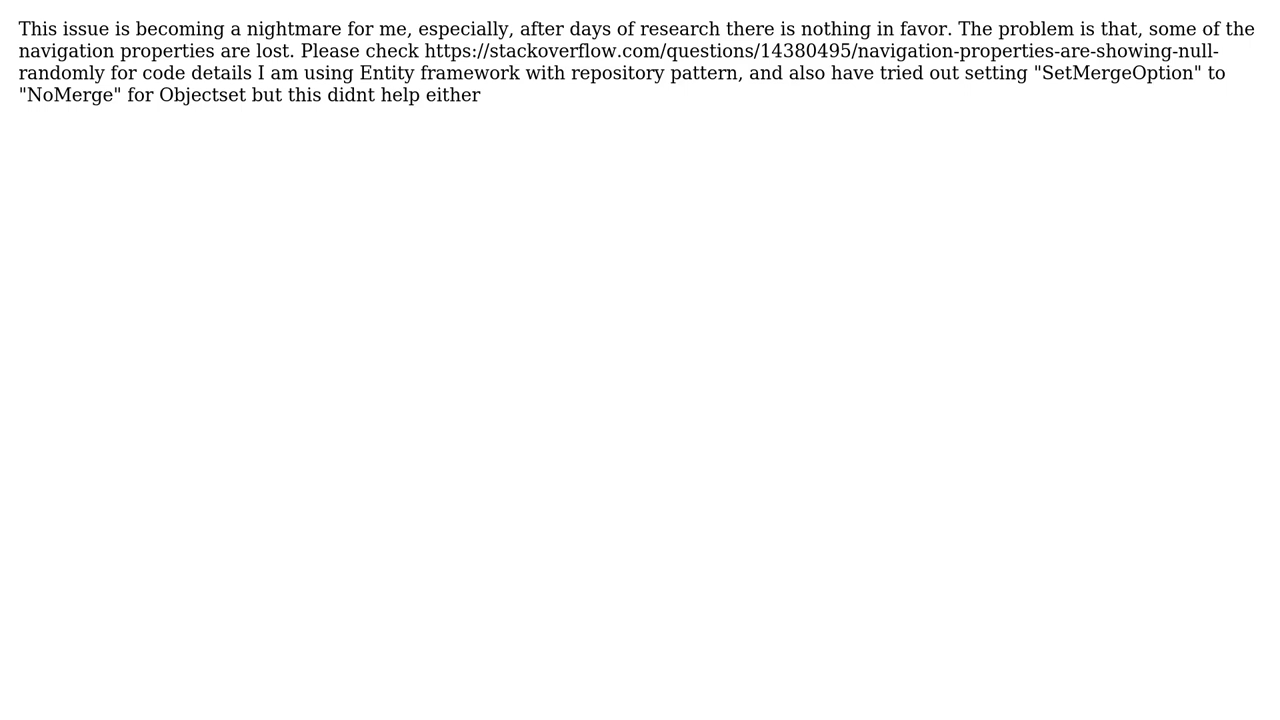 This issue is becoming a nightmare for me, especially, after days of research there is nothing in favor. The problem is that, some of the
navigation properties are lost. Please check https://stackoverflow.com/questions/14380495/navigation-properties-are-showing-null-
randomly for code details I am using Entity framework with repository pattern, and also have tried out setting "SetMergeOption" to
"NoMerge" for Objectset but this didnt help either